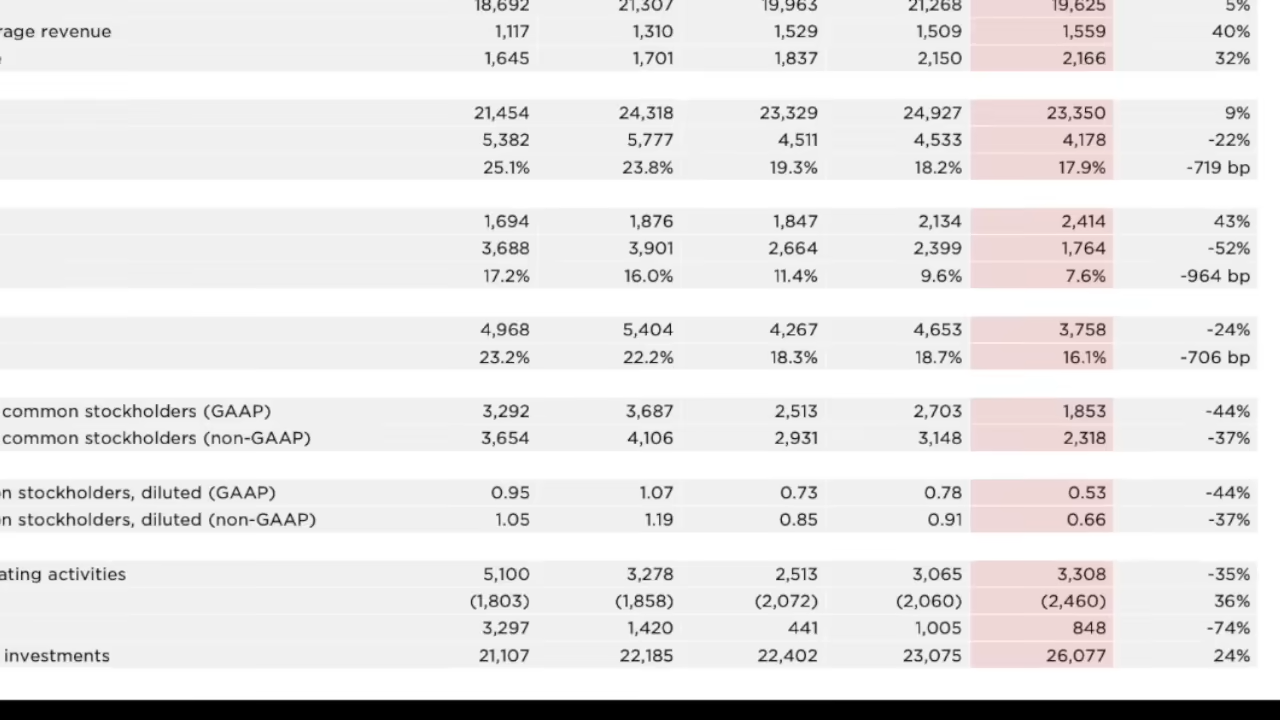 18,692 21,307 19,963 21,268 19,625 5%
rage revenue 1,117 1,310 1,529 1,509 1,559 40%
1,645 1,701 1,837 2,150 2,166 32%
21,454 24,318 23,329 24,927 23,350 9%
5,382 5,777 4,511 4,533 4,178 -22%
25.1% 23.8% 19.3% 18.2% 17.9% -719 bp
1,694 1,876 1,847 2,134 2,414 43%
3,688 3,901 2,664 2,399 1,764 -52%
17.2% 16.0% 11.4% 9.6% 7.6% -964 bp
4,968 5,404 4,267 4,653 3,758 -24%
23.2% 22.2% 18.3% 18.7% 16.1% -706 bp
common stockholders (GAAP) 3,292 3,687 2,513 2,703 1,853 -44%
common stockholders (non-GAAP) 3,654 4,106 2,931 3,148 2,318 -37%
n stockholders, diluted (GAAP) 0.95 1.07 0.73 0.78 0.53 -44%
n stockholders, diluted (non-GAAP) 1.05 1.19 0.85 0.91 0.66 -37%
ating activities 5,100 3,278 2,513 3,065 3,308 -35%
(1,803) (1,858) (2,072) (2,060) (2,460) 36%
3,297 1,420 441 1,005 848 -74%
investments 21,107 22,185 22,402 23,075 26,077 24%